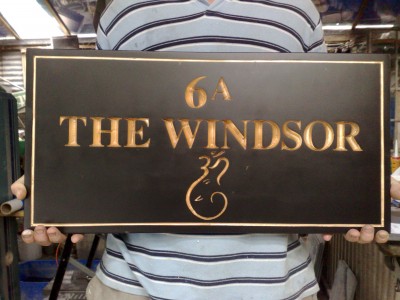 6A
THE WINDSOR
ॐ